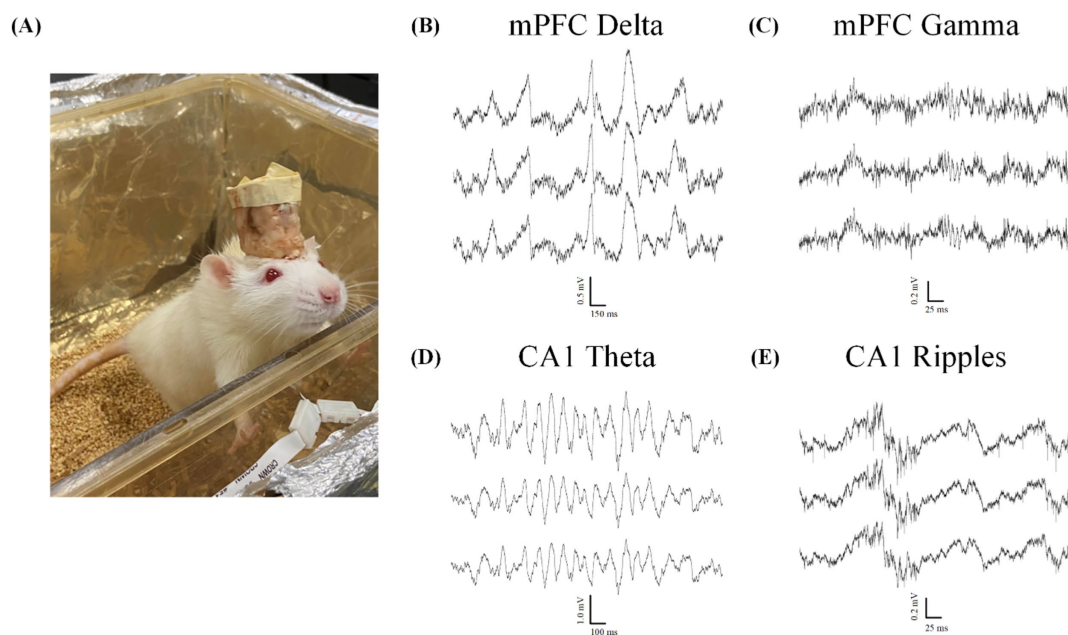 (A)
(B)
mPFC Delta
0.5 mV
150 ms
(C)
mPFC Gamma
0.2 mV
25 ms
(D)
CA1 Theta
1.0 mV
100 ms
(E)
CA1 Ripples
0.2 mV
25 ms
CROWN